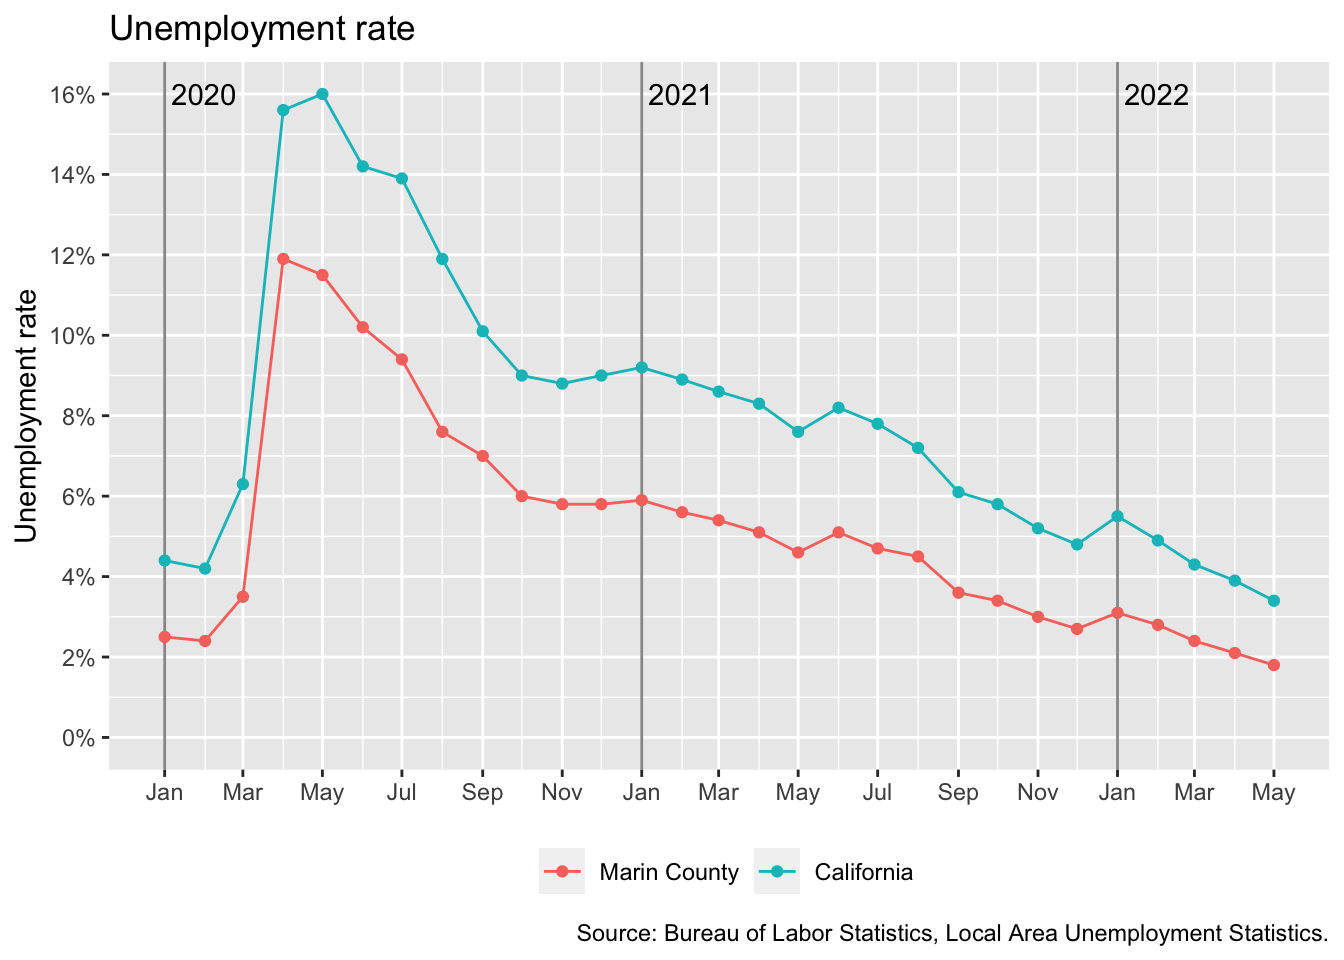 Unemployment rate
2020 2021 2022
16%
14%
12%
10%
8%
6%
4%
2%
0%
Unemployment rate
Jan Mar May Jul Sep Nov Jan Mar May Jul Sep Nov Jan Mar May
Marin County California
Source: Bureau of Labor Statistics, Local Area Unemployment Statistics.